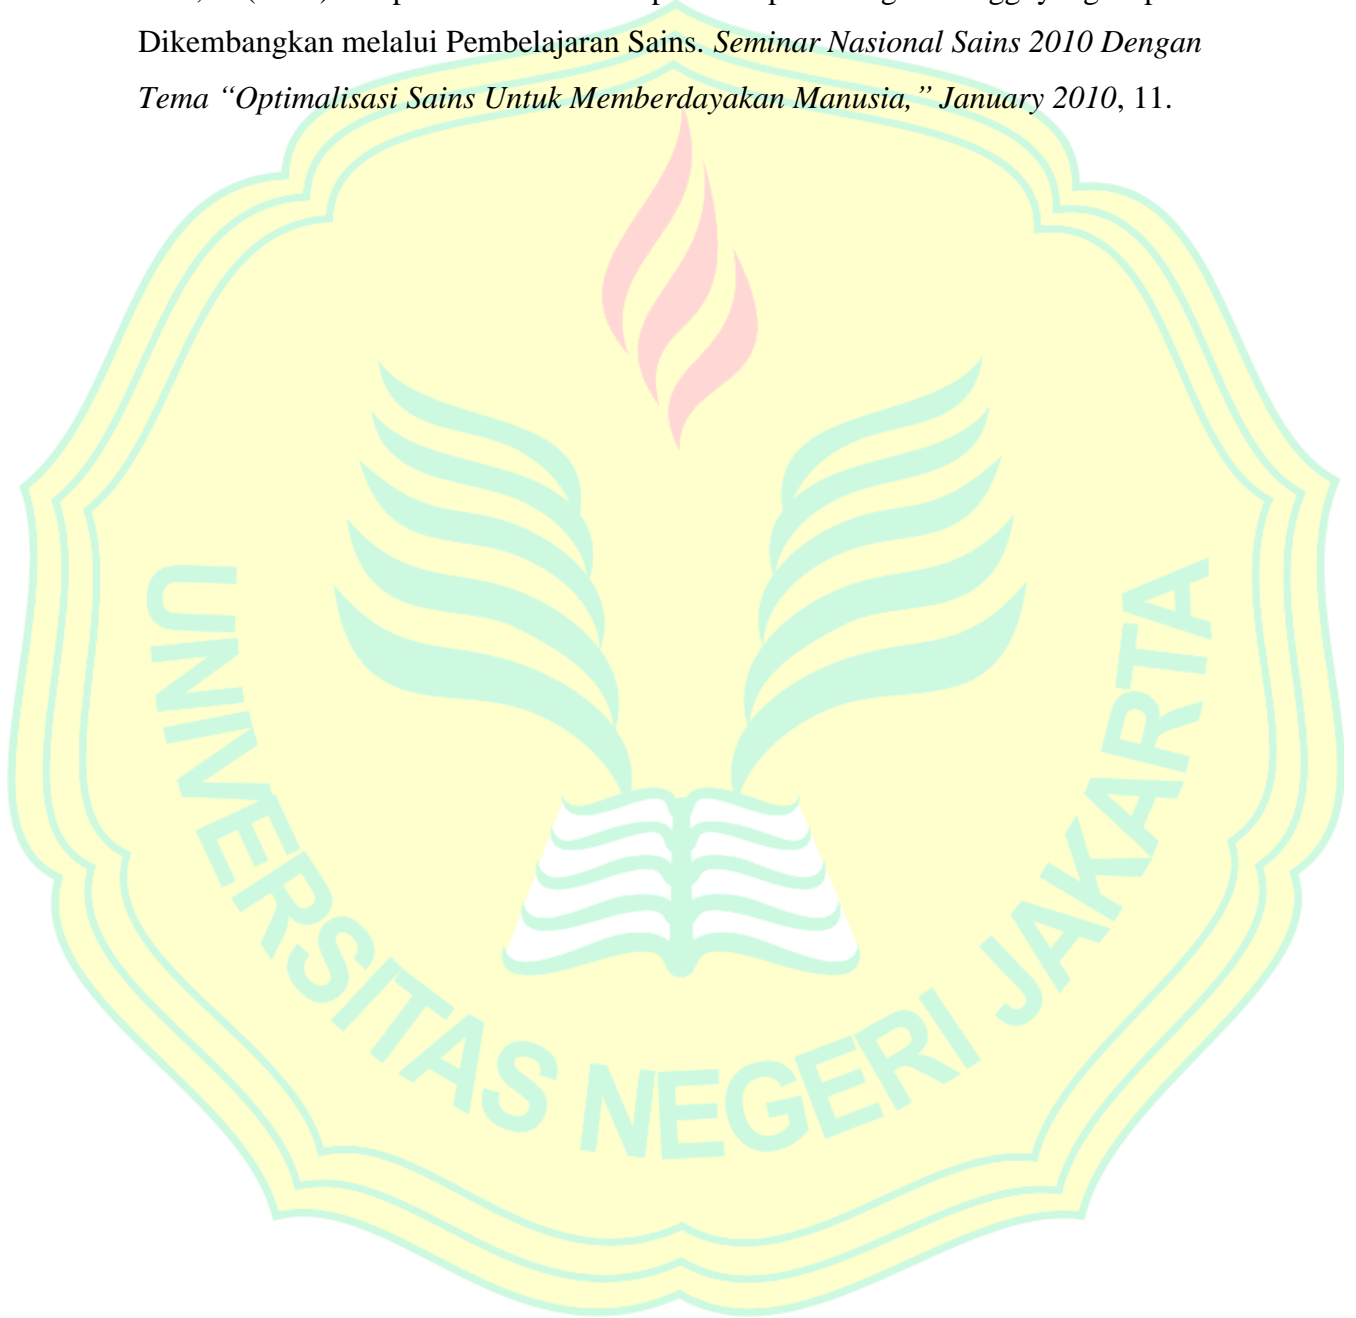 Dikembangkan melalui Pembelajaran Sains. Seminar Nasional Sains 2010 Dengan
Tema “Optimalisasi Sains Untuk Memberdayakan Manusia,” January 2010, 11.
UNIVERSITAS NEGERI JAKARTA